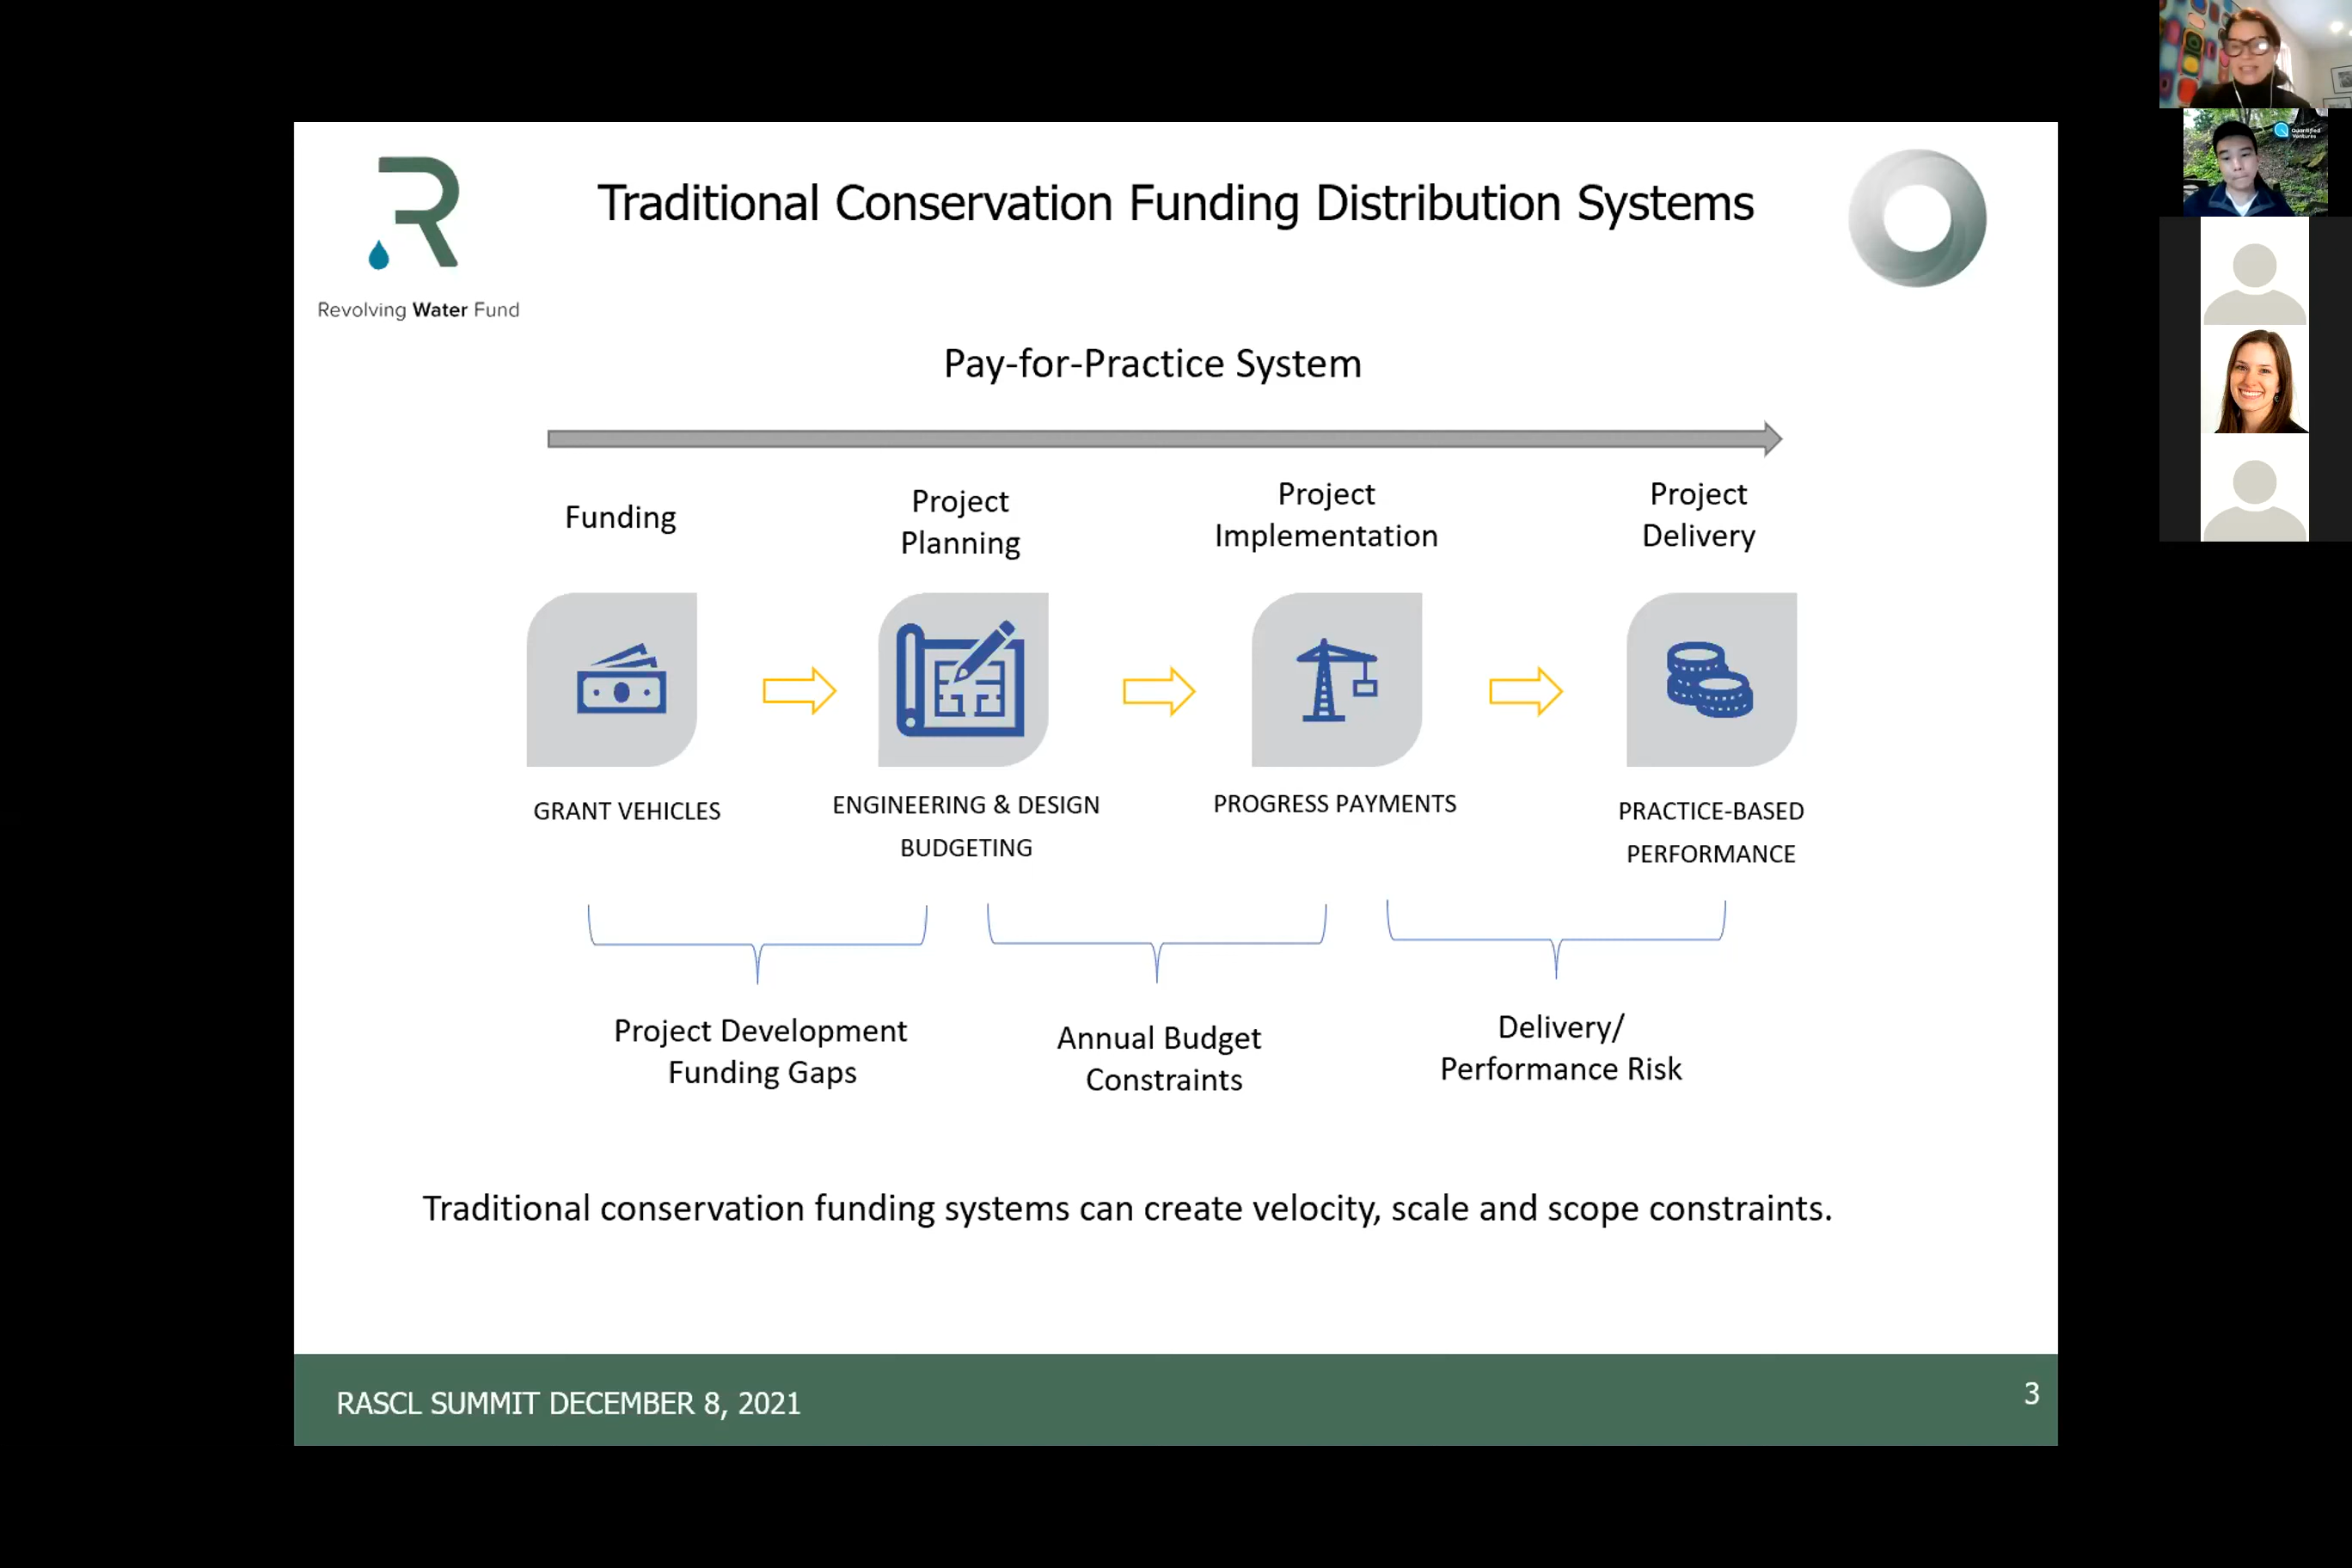 Traditional Conservation Funding Distribution Systems
Revolving Water Fund
Pay-for-Practice System
Funding
Project
Planning
Project
Implementation
Project
Delivery
GRANT VEHICLES
ENGINEERING & DESIGN
BUDGETING
PROGRESS PAYMENTS
PRACTICE-BASED
PERFORMANCE
Project Development
Funding Gaps
Annual Budget
Constraints
Delivery/
Performance Risk
Traditional conservation funding systems can create velocity, scale and scope constraints.
RASCL SUMMIT DECEMBER 8, 2021
3
Quantified
Ventures